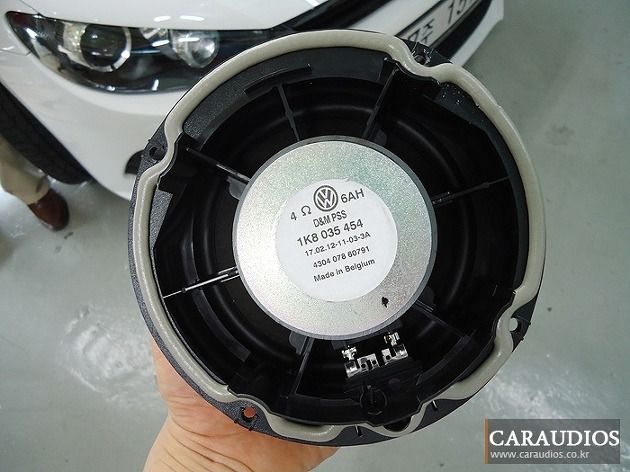 4 Ω VW 6AH
D&M PSS
1K8 035 454
17.02.12-11-03-3A
4304 078 60791
Made in Belgium
CARAUDIOS
www.caraudios.co.kr